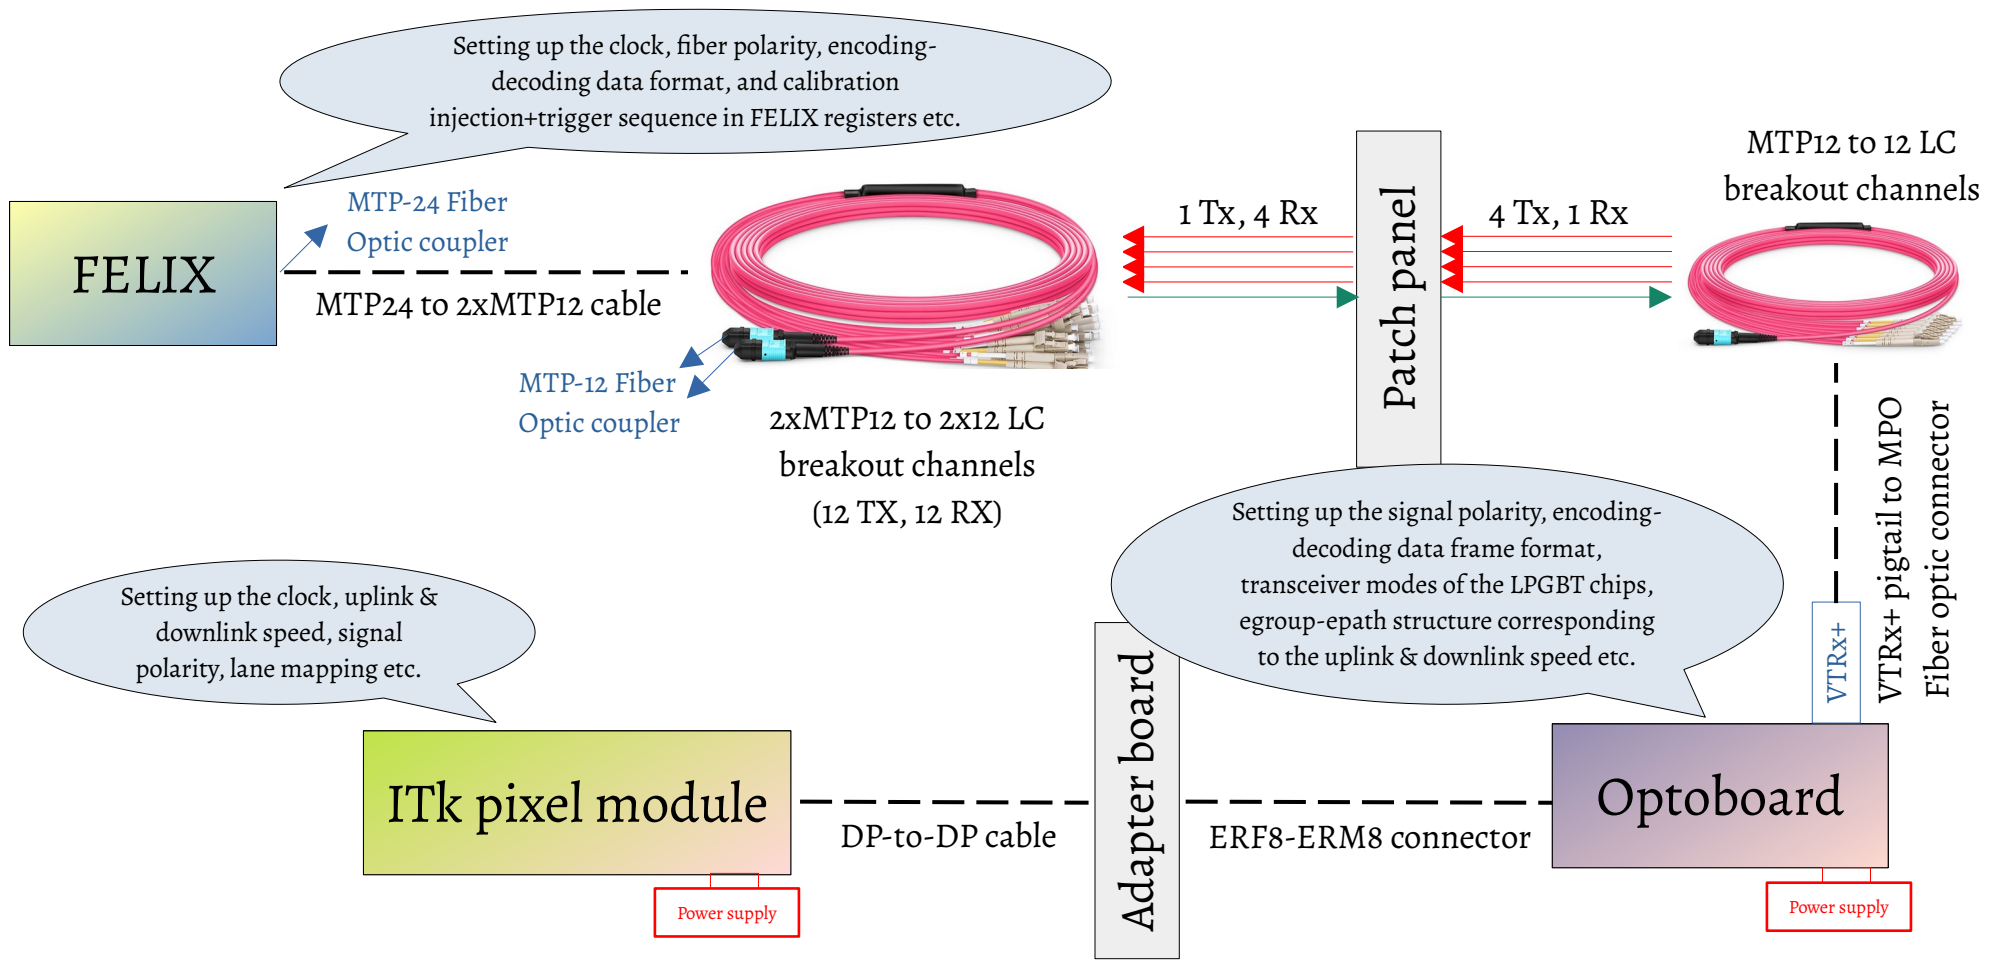 Setting up the clock, fiber polarity, encoding-
decoding data format, and calibration
injection+trigger sequence in FELIX registers etc.
FELIX
MTP-24 Fiber
Optic coupler
MTP24 to 2xMTP12 cable
MTP-12 Fiber
Optic coupler
2xMTP12 to 2x12 LC
breakout channels
(12 TX, 12 RX)
1 Tx, 4 Rx
Patch panel
4 Tx, 1 Rx
MTP12 to 12 LC
breakout channels
VTRx+ pigtail to MPO
Fiber optic connector
VTRx+
Setting up the signal polarity, encoding-
decoding data frame format,
transceiver modes of the LPGBT chips,
egroup-epath structure corresponding
to the uplink & downlink speed etc.
Optoboard
Power supply
ERF8-ERM8 connector
Adapter board
DP-to-DP cable
Setting up the clock, uplink &
downlink speed, signal
polarity, lane mapping etc.
ITk pixel module
Power supply